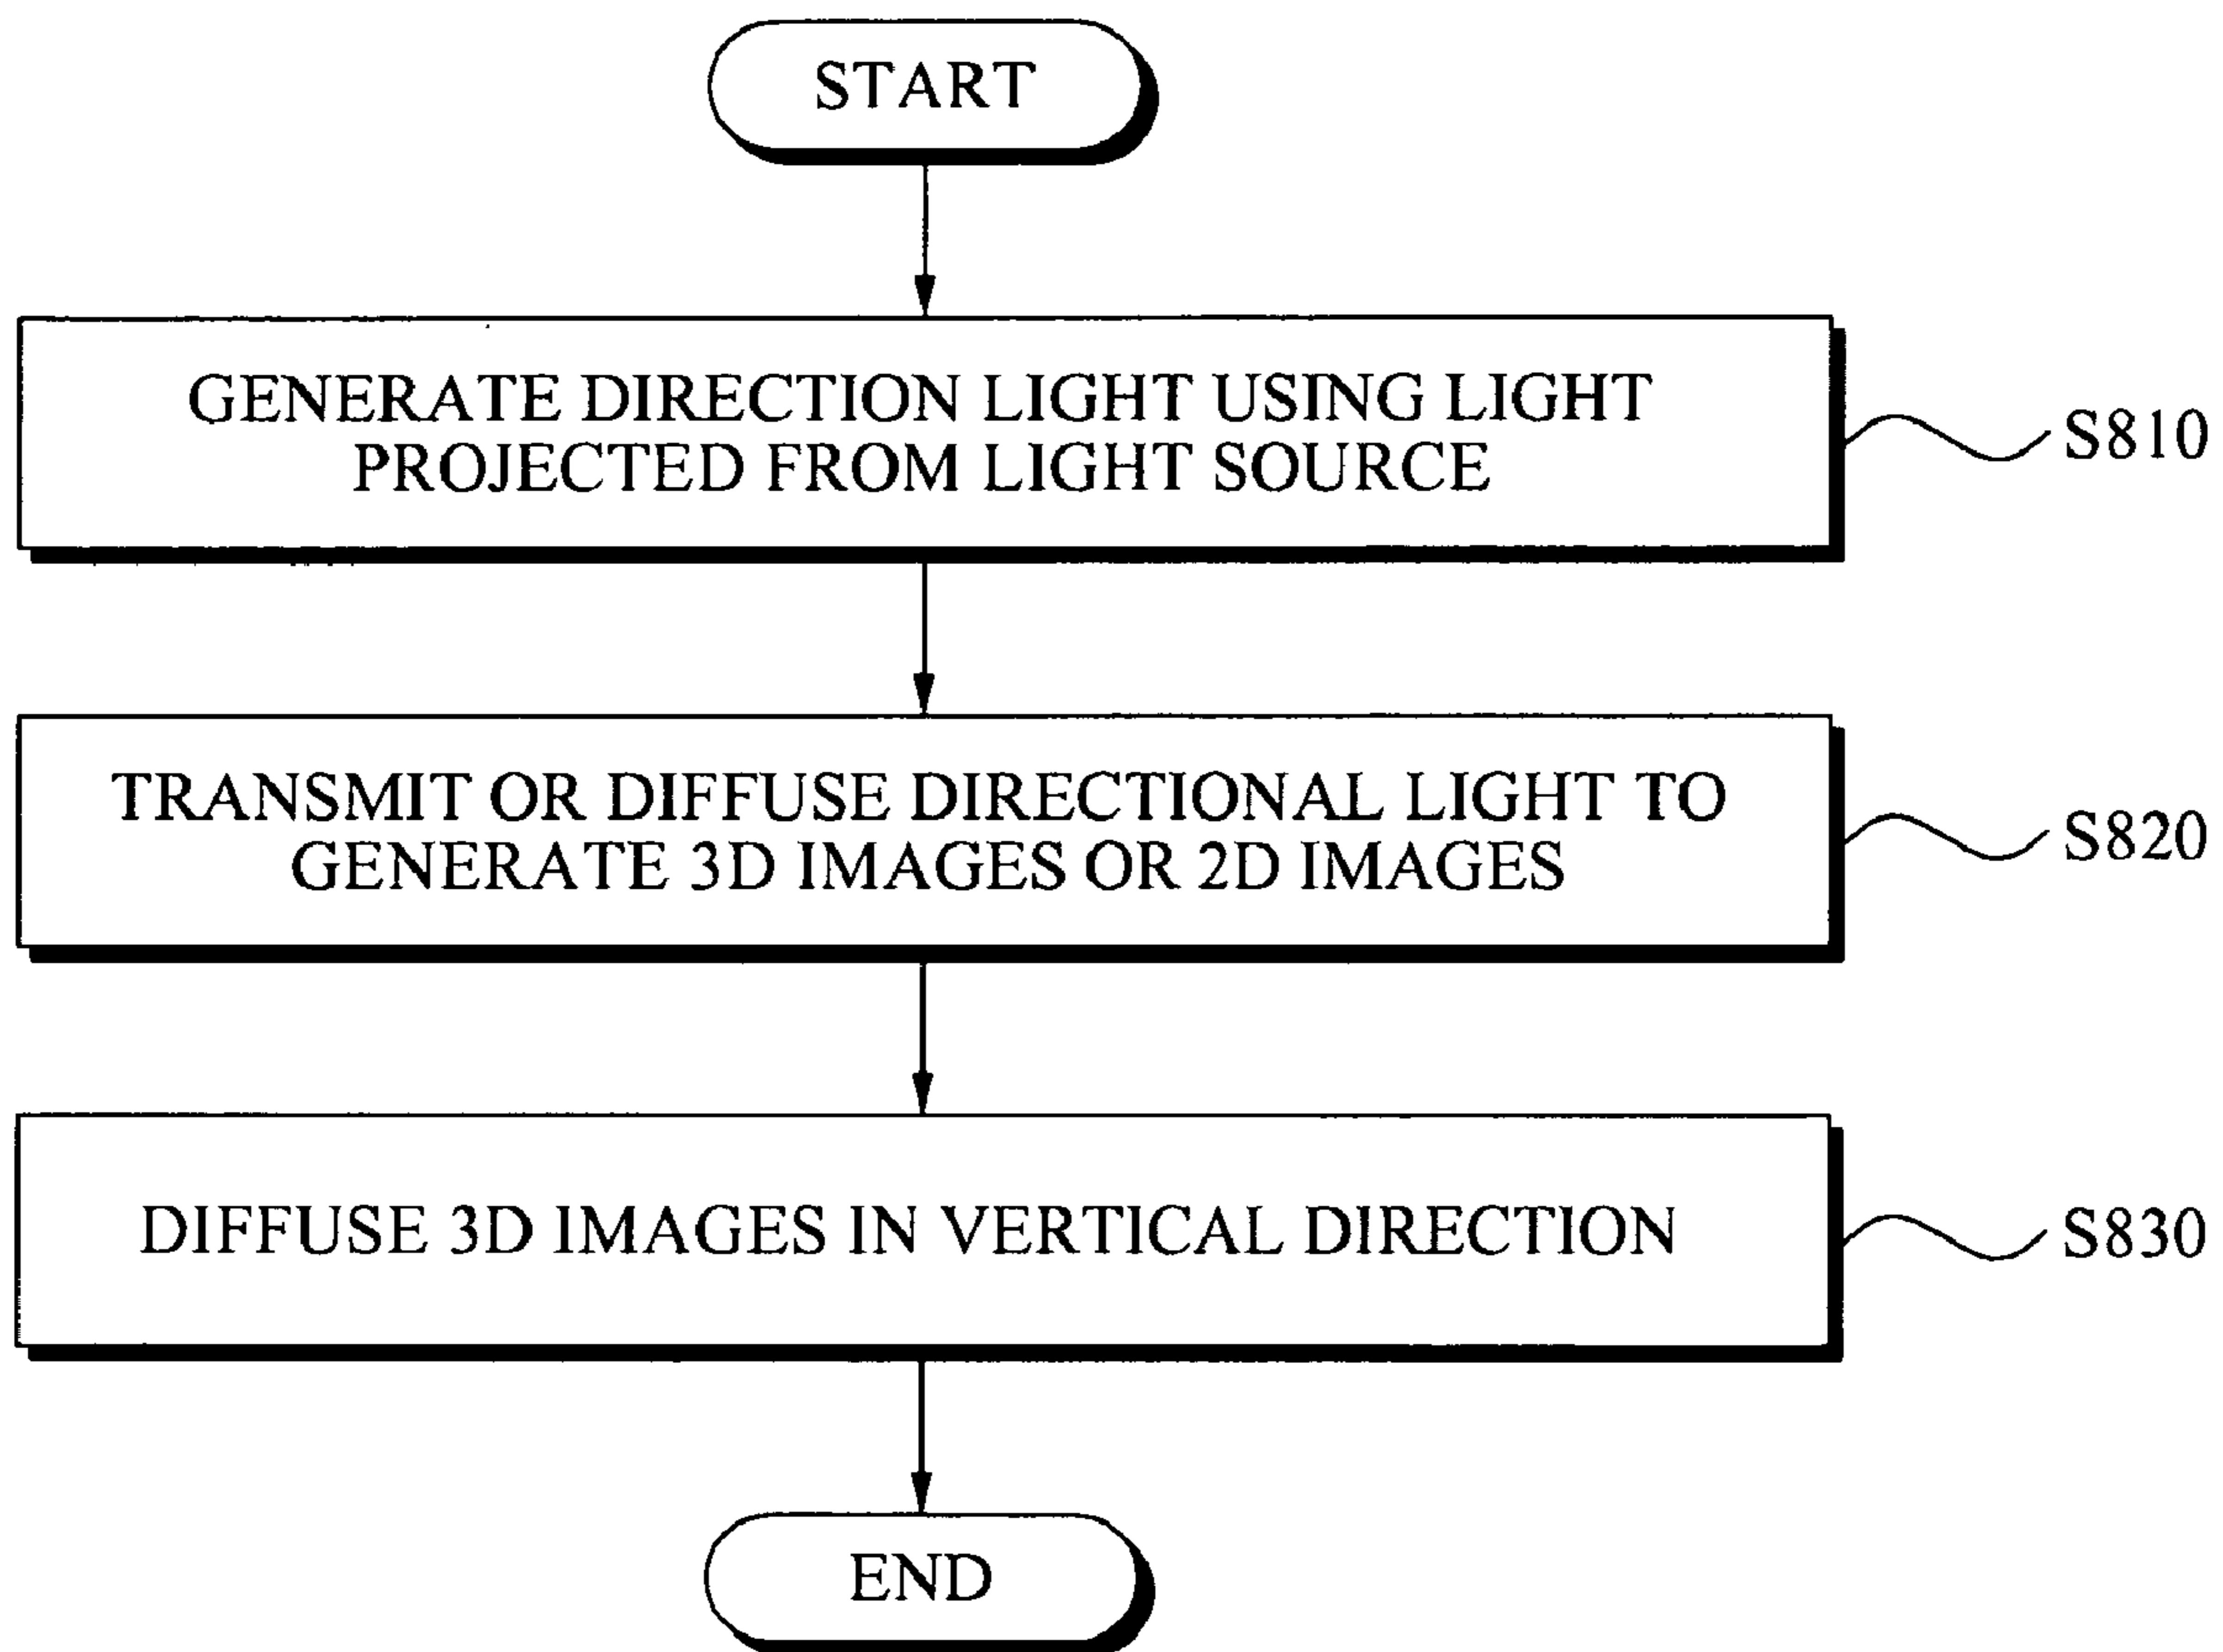 START
GENERATE DIRECTION LIGHT USING LIGHT
PROJECTED FROM LIGHT SOURCE
S810
TRANSMIT OR DIFFUSE DIRECTIONAL LIGHT TO
GENERATE 3D IMAGES OR 2D IMAGES
S820
DIFFUSE 3D IMAGES IN VERTICAL DIRECTION
S830
END